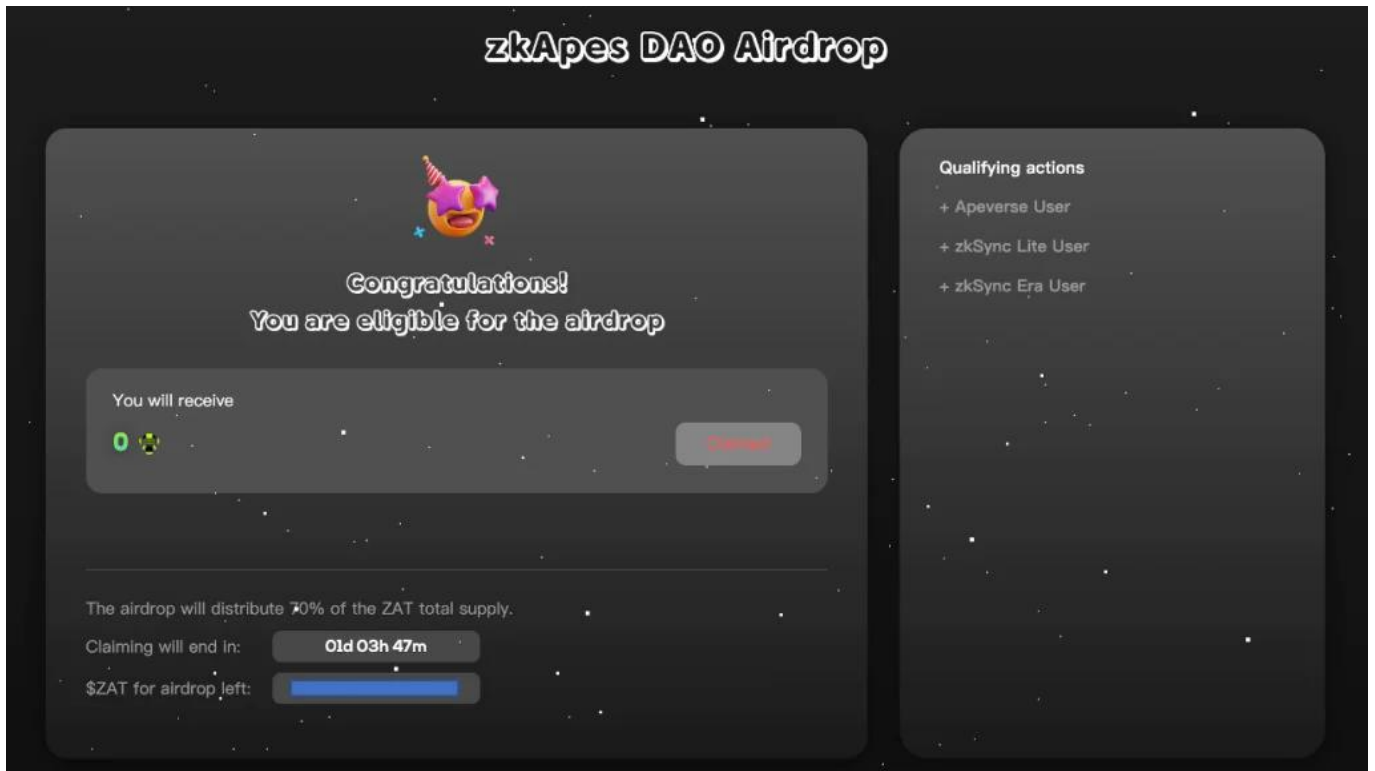 zkApes DAO Airdrop
Congratulations!
You are eligible for the airdrop
You will receive
0
Claimed
The airdrop will distribute 70% of the ZAT total supply.
Claiming will end in: 01d 03h 47m
$ZAT for airdrop left:
Qualifying actions
+ Apeverse User
+ zkSync Lite User
+ zkSync Era User